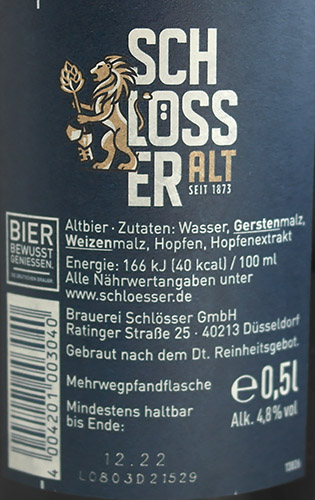 SCH
LÖSS
ER ALT
SEIT 1873
BIER
BEWUSST
GENIESSEN.
DIE DEUTSCHEN BRAUER
Altbier · Zutaten: Wasser, Gerstenmalz,
Weizenmalz, Hopfen, Hopfenextrakt
Energie: 166 kJ (40 kcal) / 100 ml
Alle Nährwertangaben unter
www.schloesser.de
Brauerei Schlösser GmbH
Ratinger Straße 25 · 40213 Düsseldorf
Gebraut nach dem Dt. Reinheitsgebot.
Mehrwegpfandflasche
e 0,5l
Alk. 4,8% vol
Mindestens haltbar
bis Ende:
12.22
L0803D21529
4 004201 003040